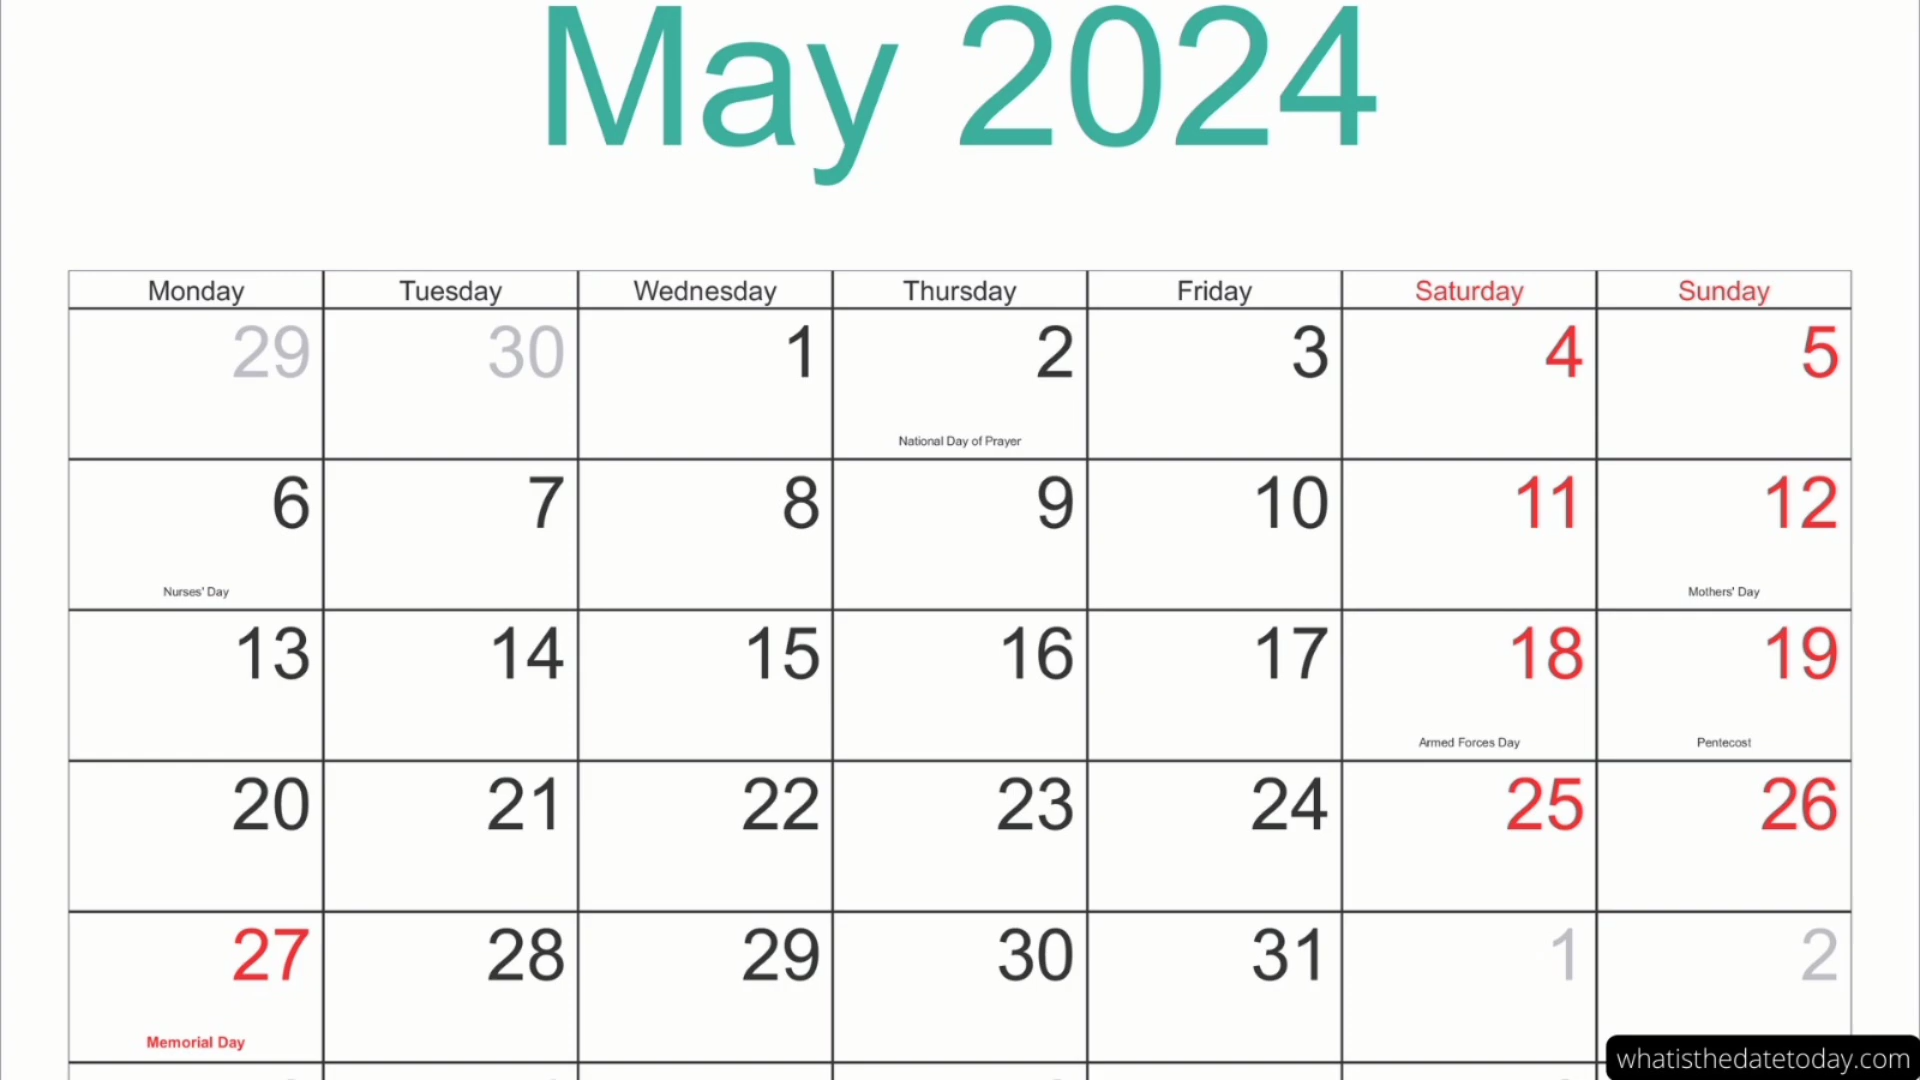 May 2024
Monday Tuesday Wednesday Thursday Friday Saturday Sunday
29 30 1 2 3 4 5
National Day of Prayer
6 7 8 9 10 11 12
Nurses' Day Mothers' Day
13 14 15 16 17 18 19
Armed Forces Day Pentecost
20 21 22 23 24 25 26
27 28 29 30 31 1 2
Memorial Day
whatisthedatetoday.com